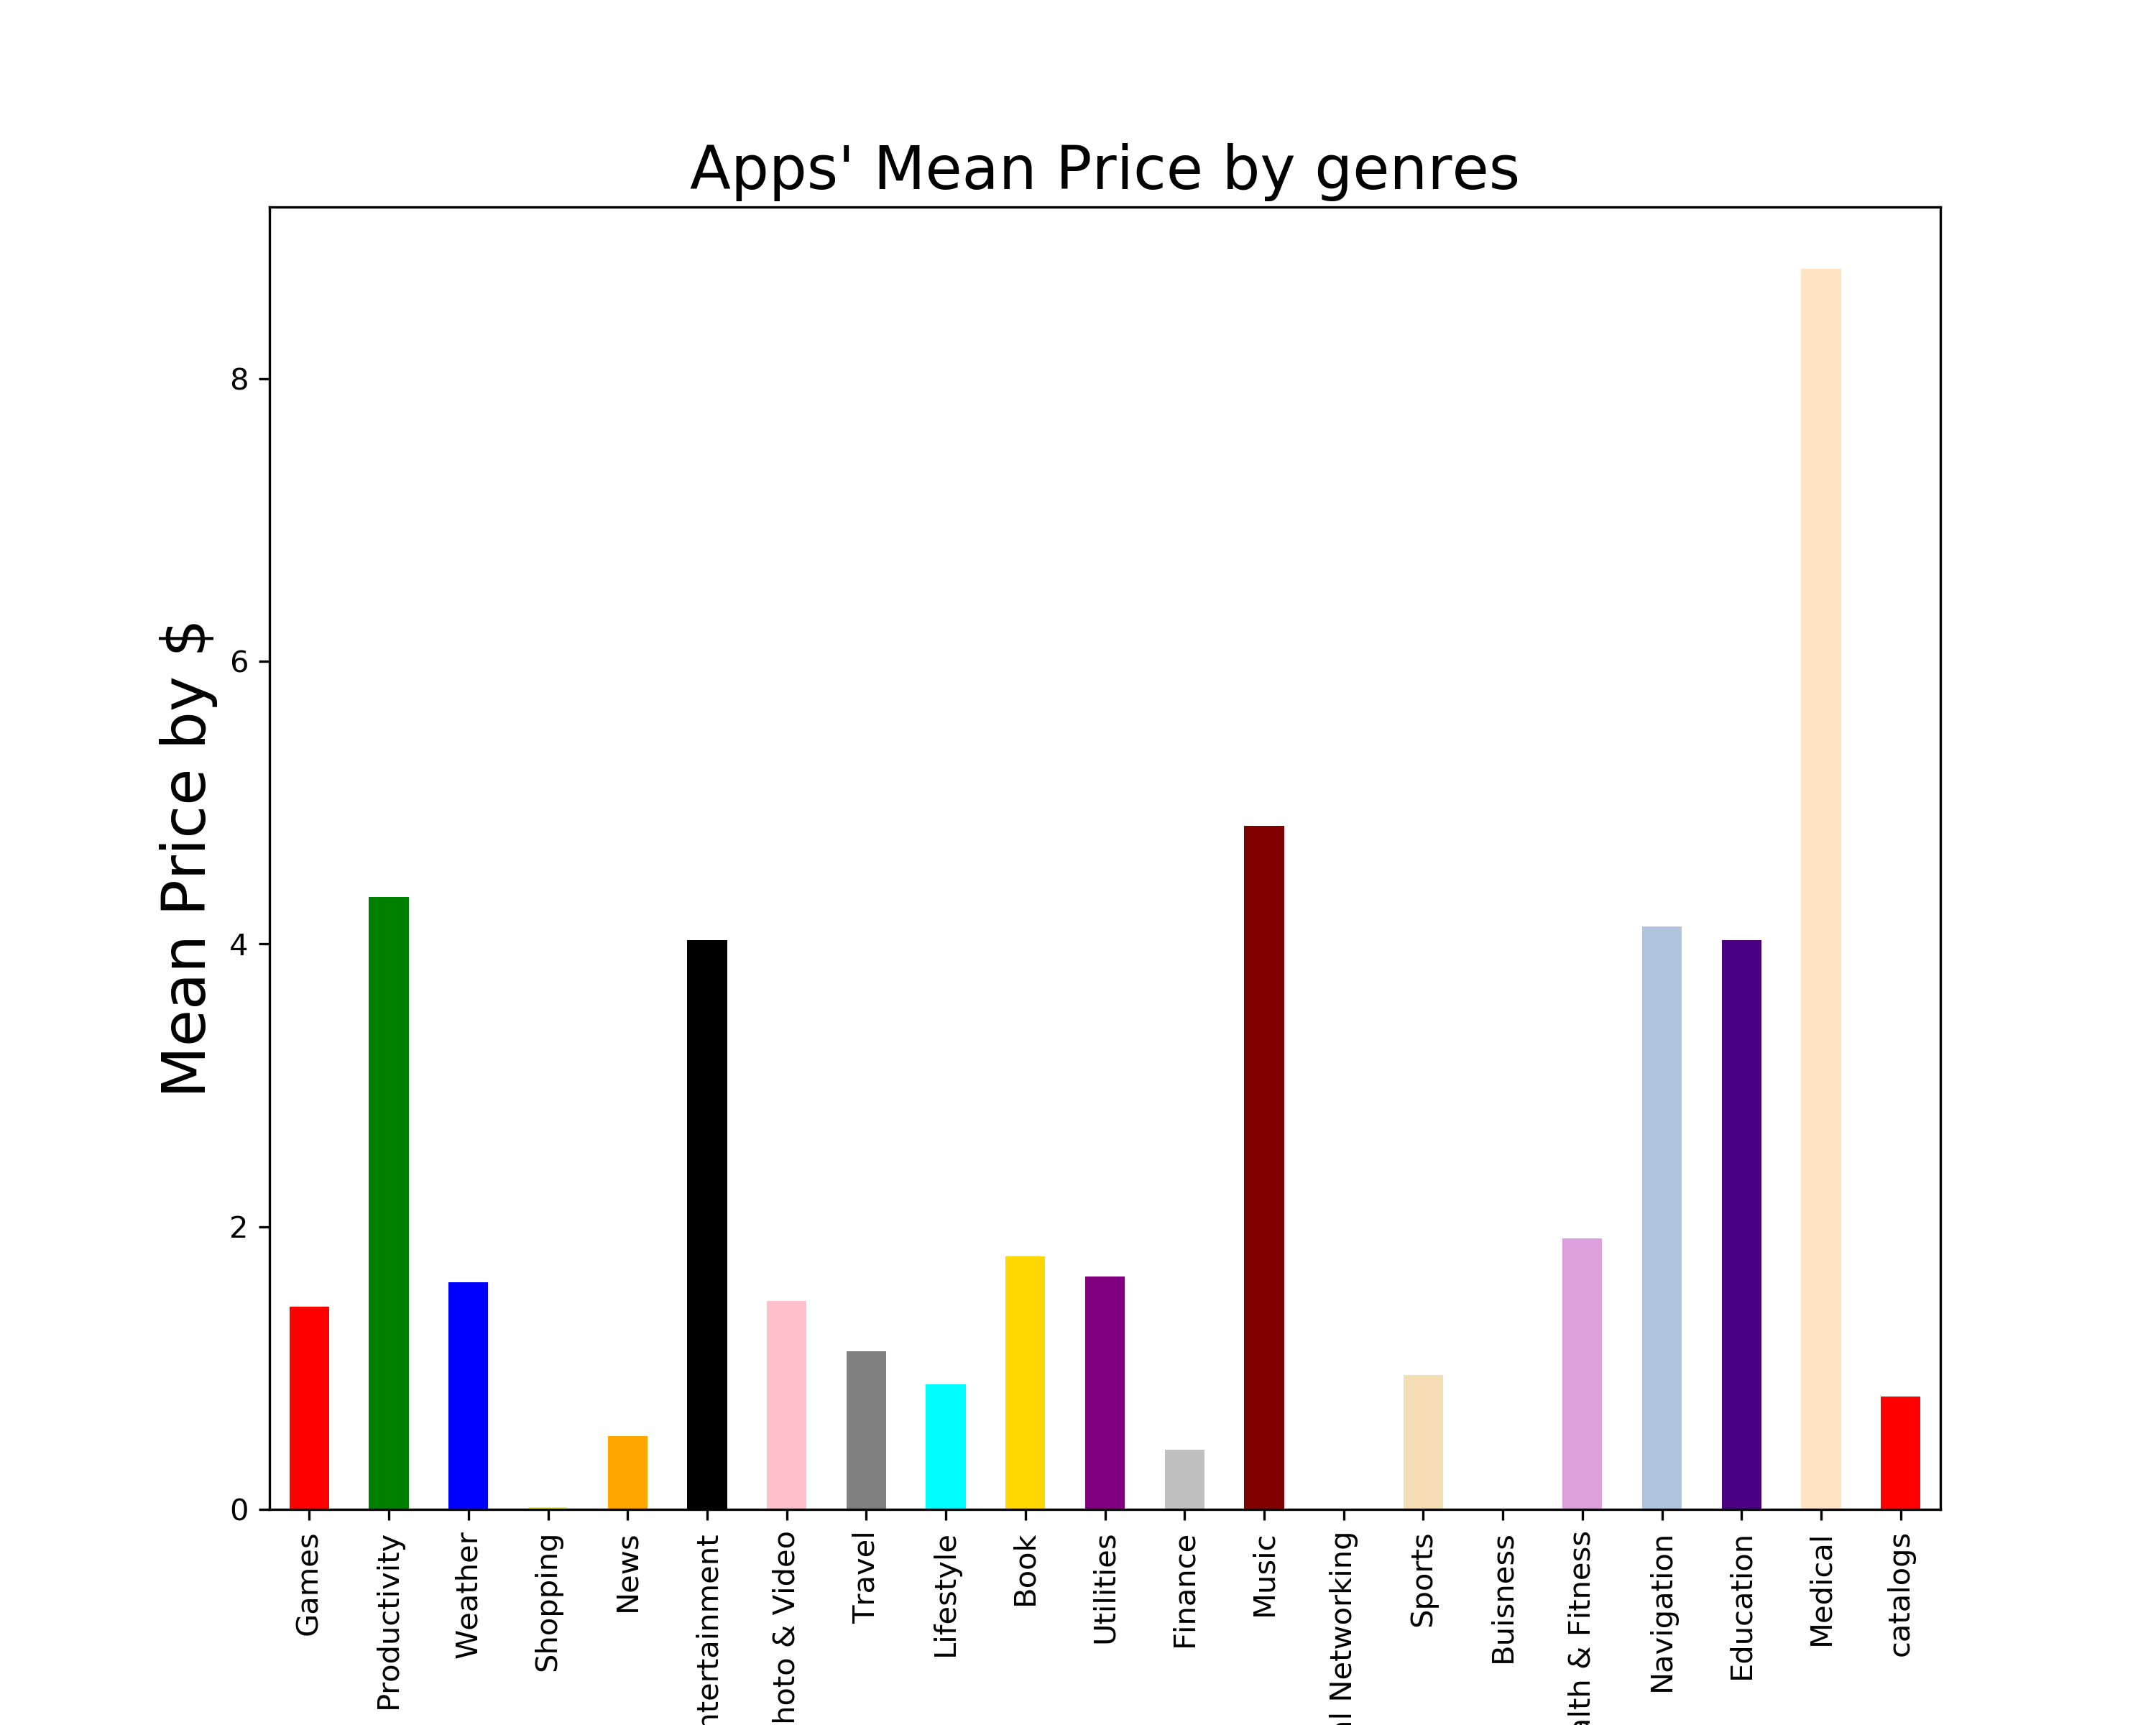 Apps' Mean Price by genres
Mean Price by $
8
6
4
2
0
Games
Productivity
Weather
Shopping
News
ntertainment
hoto & Video
Travel
Lifestyle
Book
Utilities
Finance
Music
al Networking
Sports
Buisness
alth & Fitness
Navigation
Education
Medical
catalogs